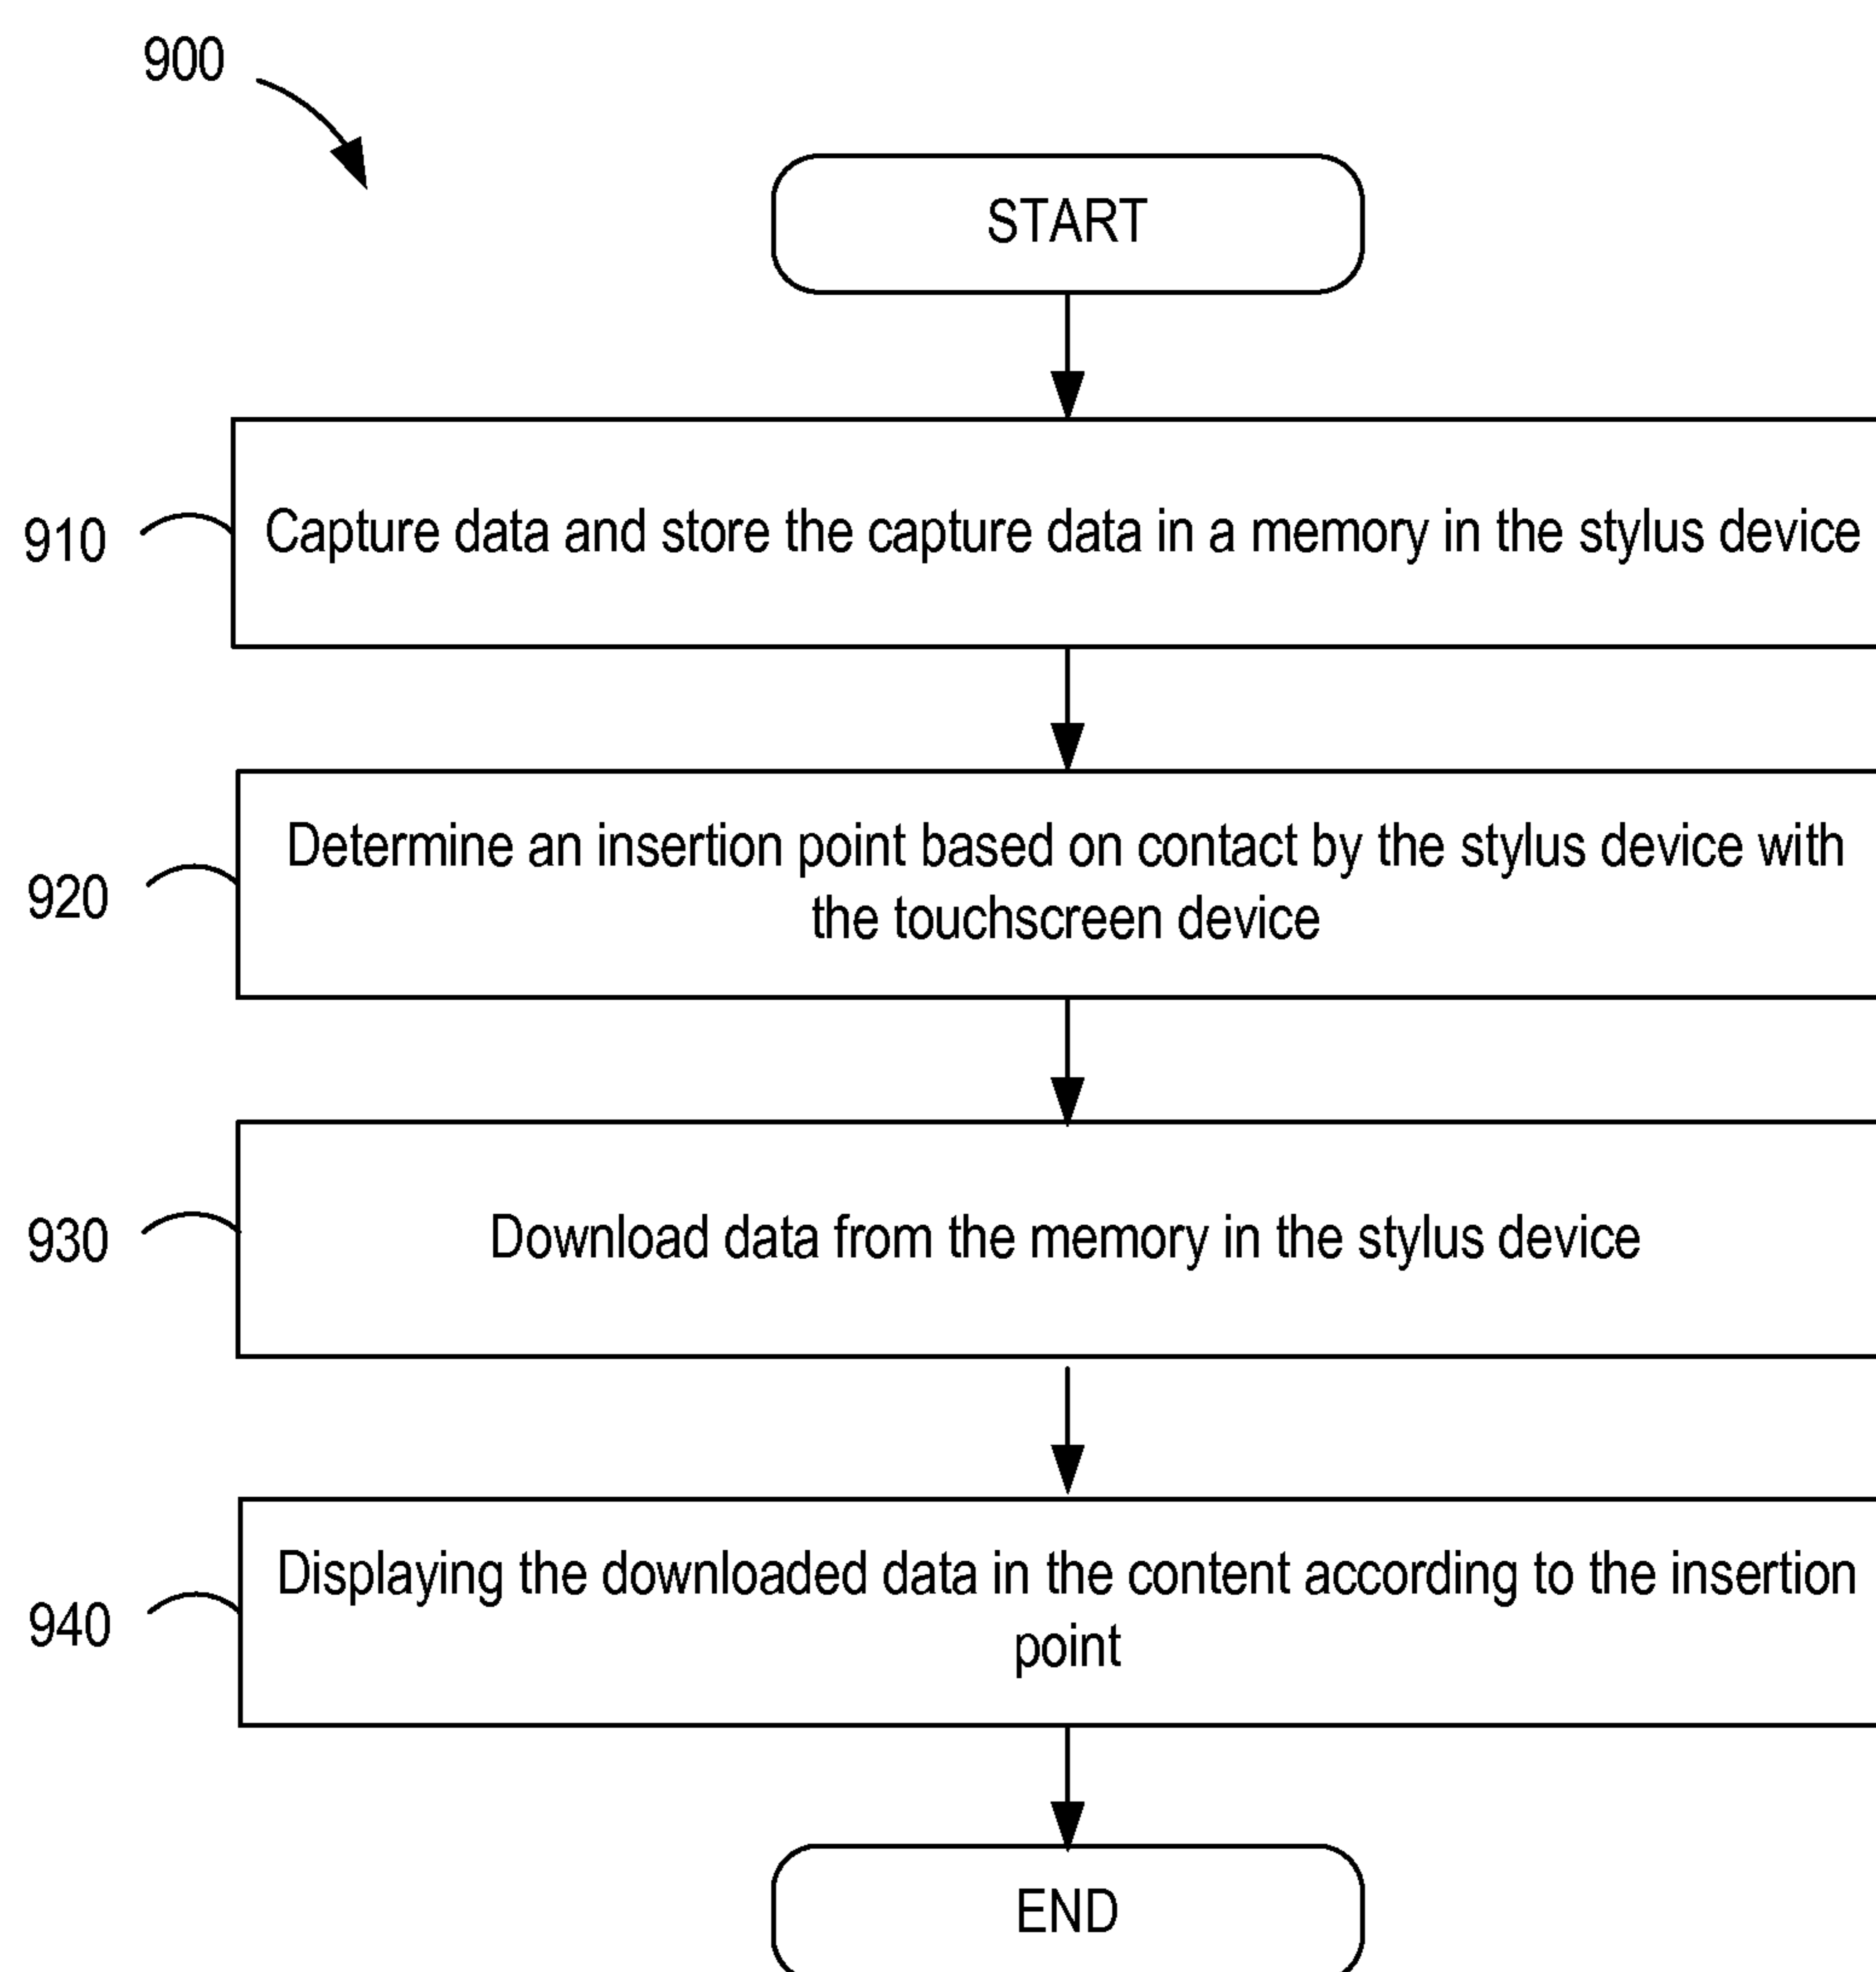 900
START
910
Capture data and store the capture data in a memory in the stylus device
920
Determine an insertion point based on contact by the stylus device with
the touchscreen device
930
Download data from the memory in the stylus device
940
Displaying the downloaded data in the content according to the insertion
point
END